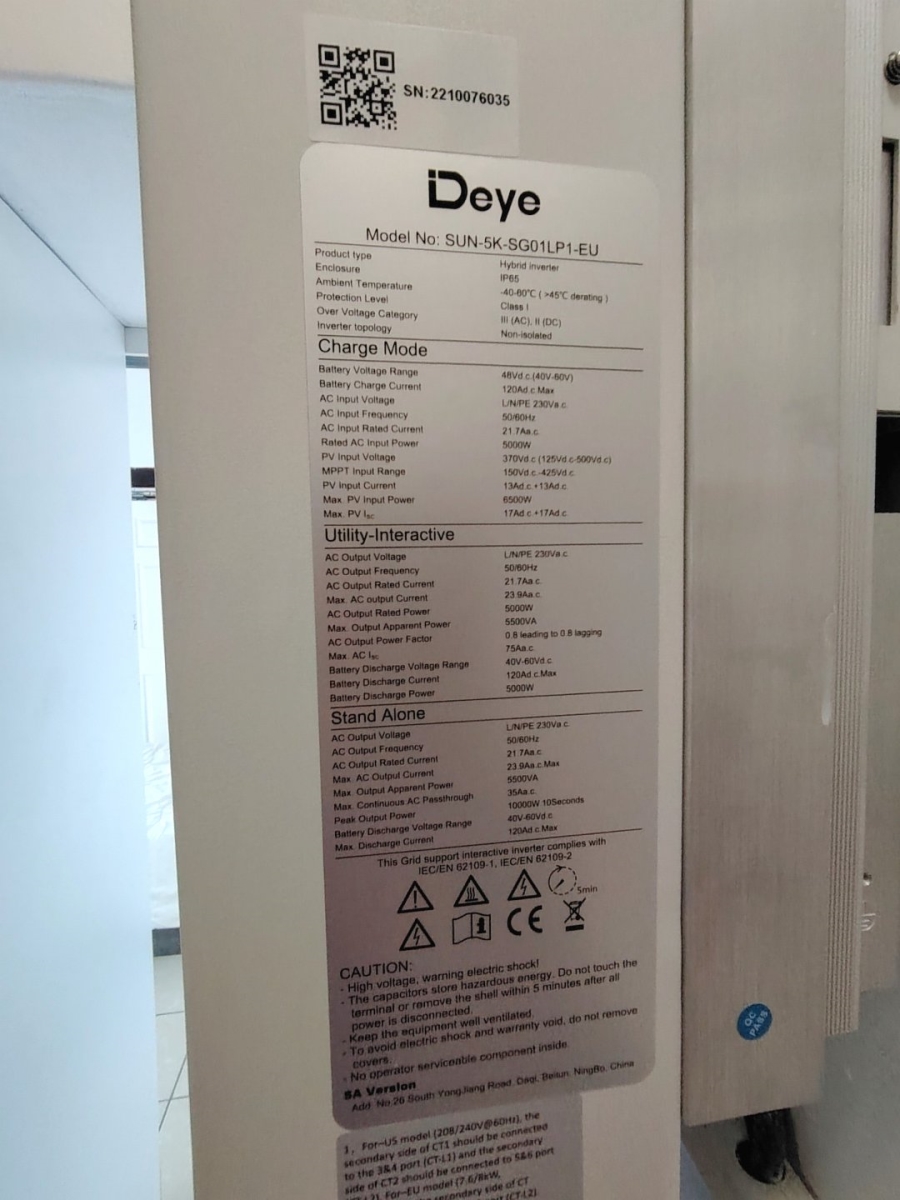 SN:2210076035
Deye
Model No: SUN-5K-SG01LP1-EU
Product type Hybrid inverter
Enclosure IP65
Ambient Temperature -40-60℃ ( >45℃ derating )
Protection Level Class I
Over Voltage Category III (AC), II (DC)
Inverter topology Non-isolated
Charge Mode
Battery Voltage Range 48Vd.c.(40V-60V)
Battery Charge Current 120Ad.c.Max
AC Input Voltage L/N/PE 230Va.c.
AC Input Frequency 50/60Hz
AC Input Rated Current 21.7Aa.c.
Rated AC Input Power 5000W
PV Input Voltage 370Vd.c (125Vd.c-500Vd.c)
MPPT Input Range 150Vd.c.-425Vd.c.
PV Input Current 13Ad.c.+13Ad.c.
Max. PV Input Power 6500W
Max. PV Isc 17Ad.c.+17Ad.c.
Utility-Interactive
AC Output Voltage L/N/PE 230Va.c.
AC Output Frequency 50/60Hz
AC Output Rated Current 21.7Aa.c.
Max. AC output Current 23.9Aa.c.
AC Output Rated Power 5000W
Max. Output Apparent Power 5500VA
AC Output Power Factor 0.8 leading to 0.8 lagging
Max. AC Isc 75Aa.c.
Battery Discharge Voltage Range 40V-60Vd.c.
Battery Discharge Current 120Ad.c.Max
Battery Discharge Power 5000W
Stand Alone
AC Output Voltage L/N/PE 230Va.c.
AC Output Frequency 50/60Hz
AC Output Rated Current 21.7Aa.c.
Max. AC Output Current 23.9Aa.c.Max
Max. Output Apparent Power 5500VA
Max. Continuous AC Passthrough 35Aa.c.
Peak Output Power 10000W 10Seconds
Battery Discharge Voltage Range 40V-60Vd.c.
Max. Discharge Current 120Ad.c.Max
This Grid support interactive inverter complies with
IEC/EN 62109-1, IEC/EN 62109-2
5min
CE
CAUTION:
- High voltage, warning electric shock!
- The capacitors store hazardous energy. Do not touch the
terminal or remove the shell within 5 minutes after all
power is disconnected.
- Keep the equipment well ventilated.
- To avoid electric shock and warranty void, do not remove
covers.
- No operator serviceable component inside.
SA Version
Add: No.26 South YongJiang Road, Daqi, Beilun, NingBo, China
QC
PASS
1、For-US model (208/240V@60Hz), the
secondary side of CT1 should be connected
to the 3&4 port (CT-L1) and the secondary
side of CT2 should be connected to 5&6 port
For-EU model (7.6/8kW,
secondary side of CT
(CT-L2)